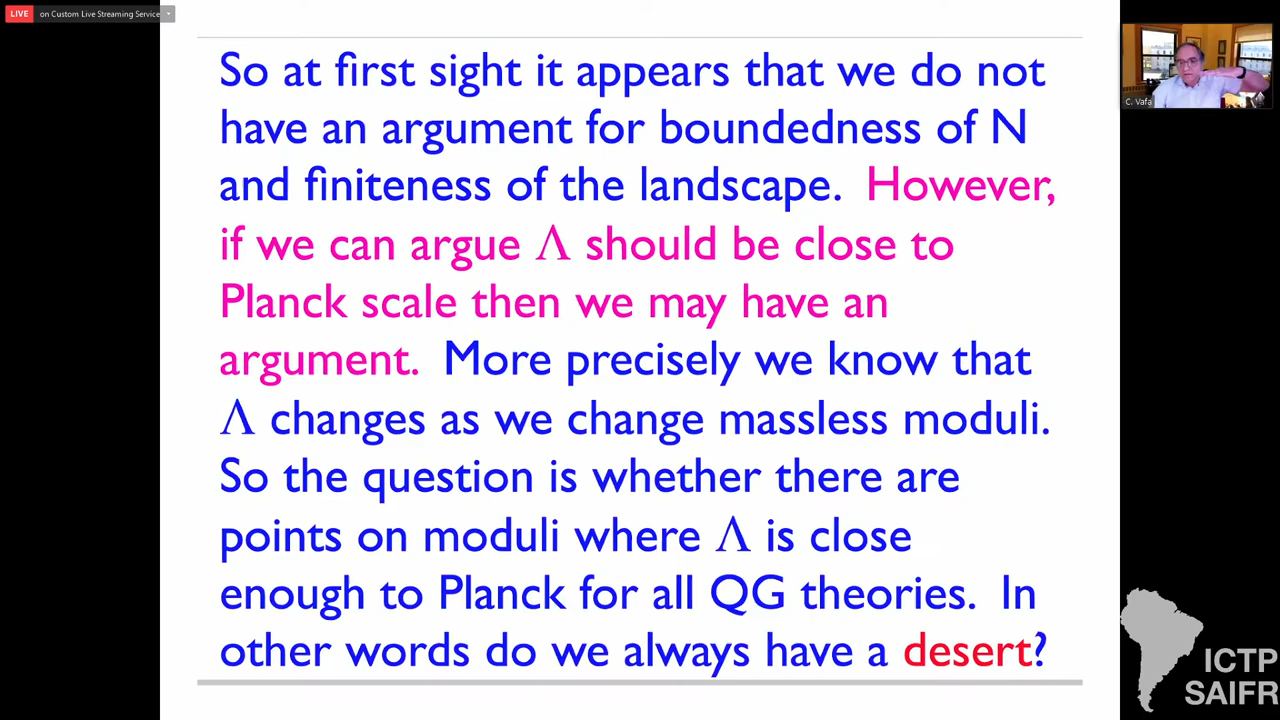 LIVE on Custom Live Streaming Service
So at first sight it appears that we do not
have an argument for boundedness of N
and finiteness of the landscape. However,
if we can argue Λ should be close to
Planck scale then we may have an
argument. More precisely we know that
Λ changes as we change massless moduli.
So the question is whether there are
points on moduli where Λ is close
enough to Planck for all QG theories. In
other words do we always have a desert?
C. Vafa
ICTP
SAIFR